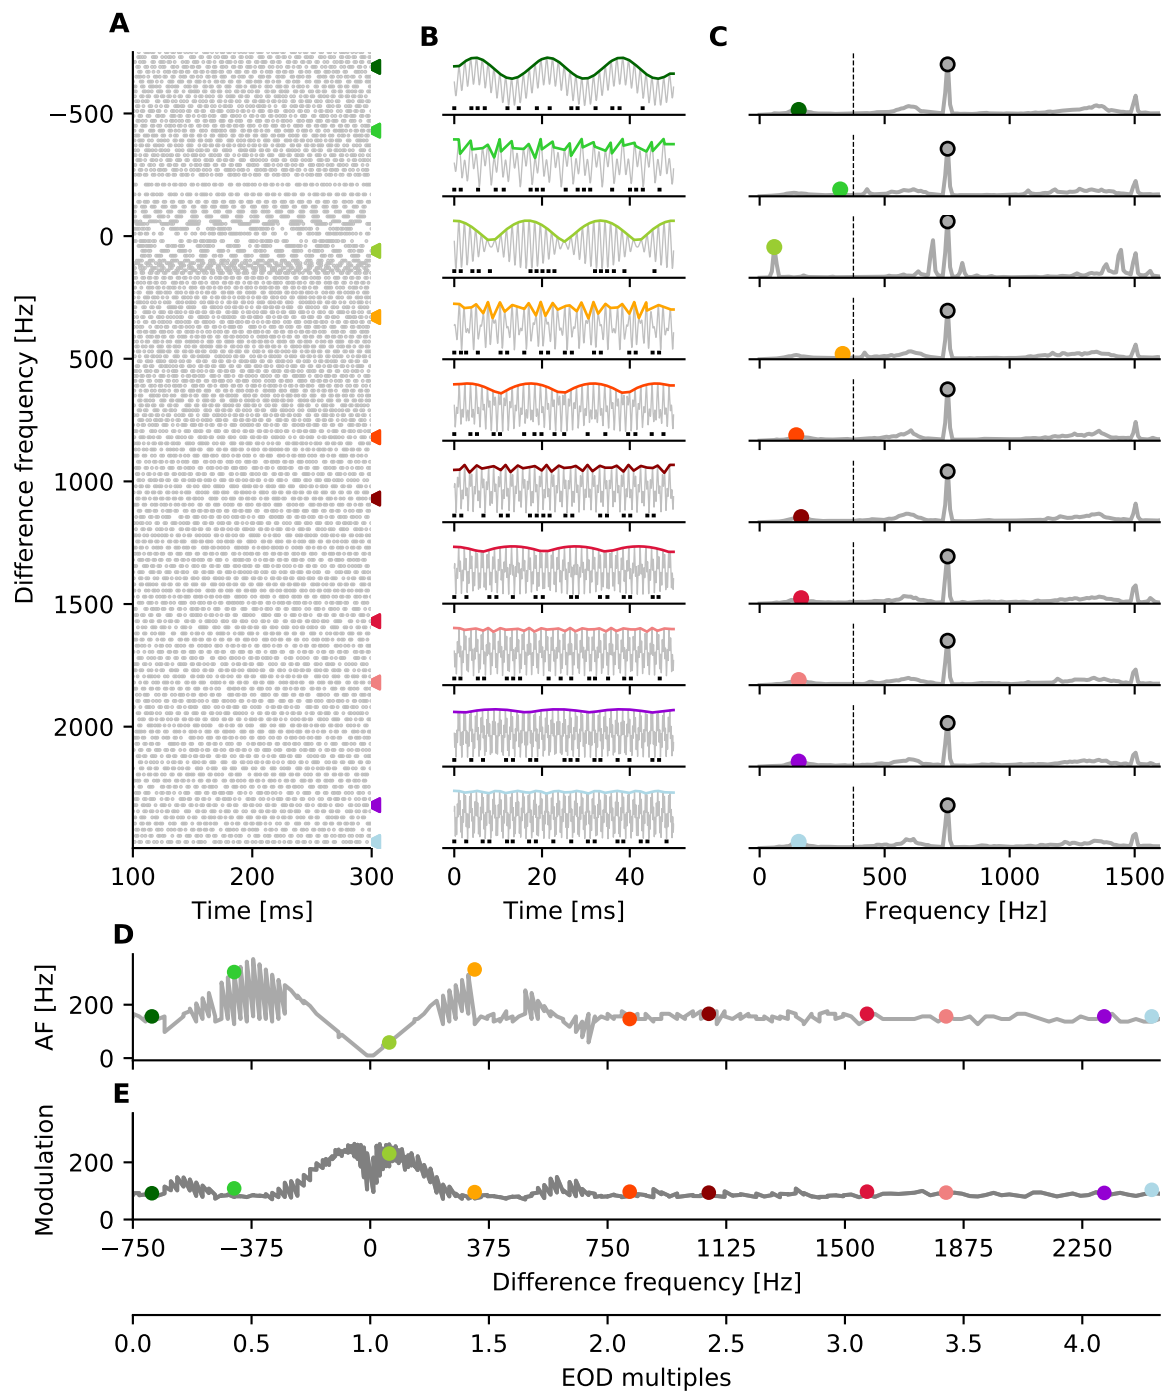 A
B
C
Difference frequency [Hz]
−500
0
500
1000
1500
2000
100
200
300
0
20
40
0
500
1000
1500
Time [ms]
Time [ms]
Frequency [Hz]
D
AF [Hz]
200
0
E
Modulation
200
0
−750
−375
0
375
750
1125
1500
1875
2250
Difference frequency [Hz]
0.0
0.5
1.0
1.5
2.0
2.5
3.0
3.5
4.0
EOD multiples